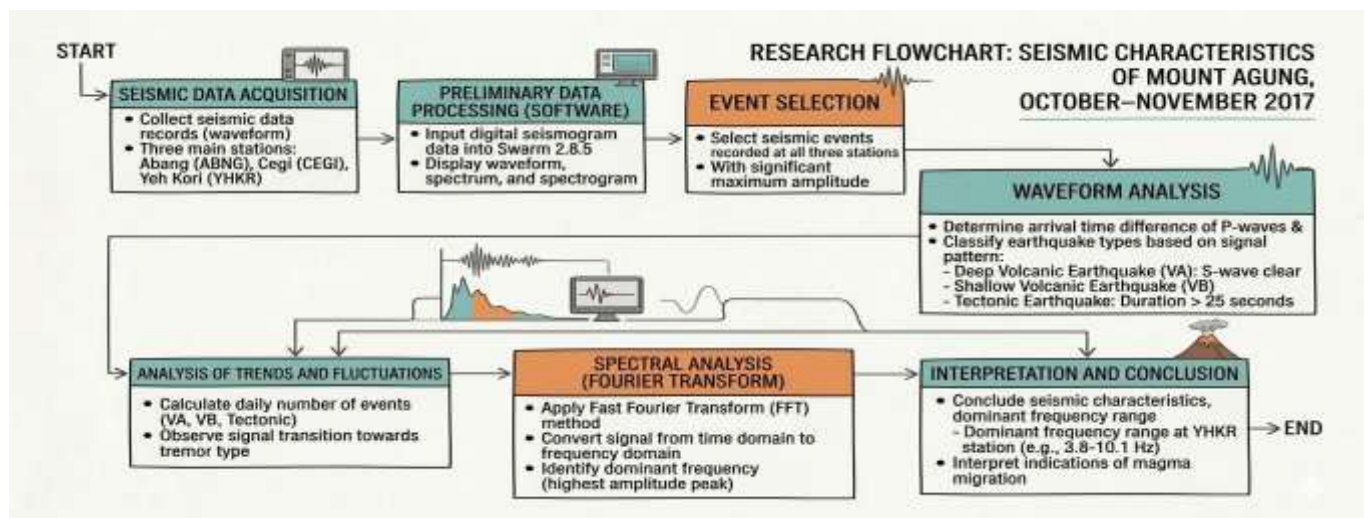 START
RESEARCH FLOWCHART: SEISMIC CHARACTERISTICS
OF MOUNT AGUNG,
OCTOBER–NOVEMBER 2017
SEISMIC DATA ACQUISITION
• Collect seismic data
records (waveform)
• Three main stations:
Abang (ABNG), Cegi (CEGI),
Yeh Kori (YHKR)
PRELIMINARY DATA
PROCESSING (SOFTWARE)
• Input digital seismogram
data into Swarm 2.8.5
• Display waveform,
spectrum, and spectrogram
EVENT SELECTION
• Select seismic events
recorded at all three stations
• With significant
maximum amplitude
WAVEFORM ANALYSIS
• Determine arrival time difference of P-waves &
• Classify earthquake types based on signal
pattern:
- Deep Volcanic Earthquake (VA): S-wave clear
- Shallow Volcanic Earthquake (VB)
- Tectonic Earthquake: Duration > 25 seconds
ANALYSIS OF TRENDS AND FLUCTUATIONS
• Calculate daily number of events
(VA, VB, Tectonic)
• Observe signal transition towards
tremor type
SPECTRAL ANALYSIS
(FOURIER TRANSFORM)
• Apply Fast Fourier Transform (FFT)
method
• Convert signal from time domain to
frequency domain
• Identify dominant frequency
(highest amplitude peak)
INTERPRETATION AND CONCLUSION
• Conclude seismic characteristics,
dominant frequency range
- Dominant frequency range at YHKR
station (e.g., 3.8-10.1 Hz)
• Interpret indications of magma
migration
END